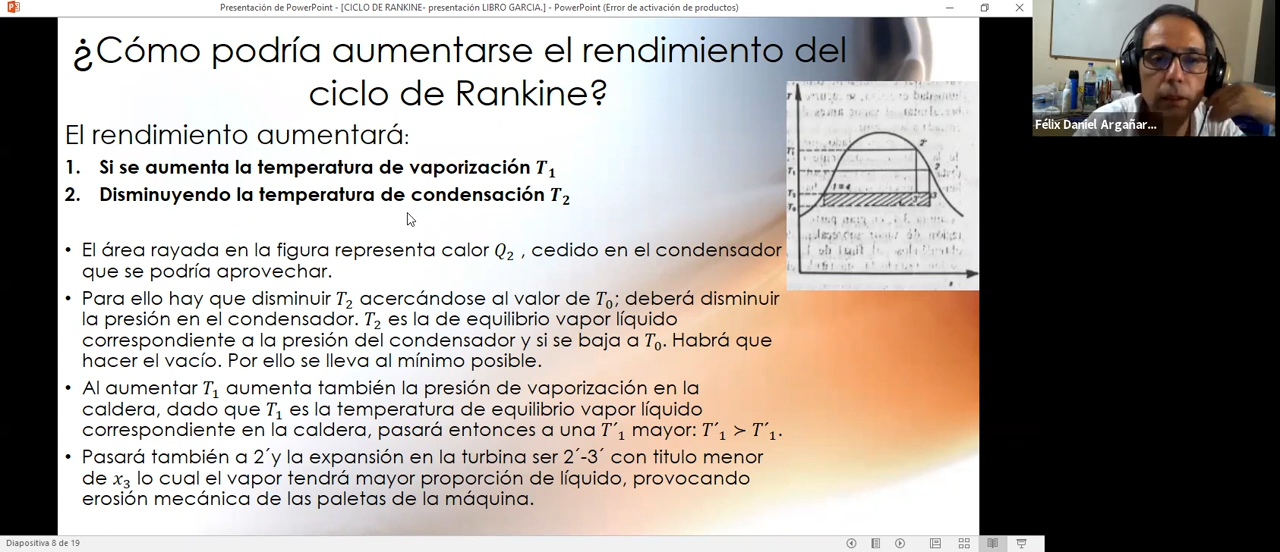 Presentación de PowerPoint - [CICLO DE RANKINE- presentación LIBRO GARCIA.] - PowerPoint (Error de activación de productos)
¿Cómo podría aumentarse el rendimiento del
ciclo de Rankine?
El rendimiento aumentará:
1. Si se aumenta la temperatura de vaporización T₁
2. Disminuyendo la temperatura de condensación T₂
• El área rayada en la figura representa calor Q₂ , cedido en el condensador
que se podría aprovechar.
• Para ello hay que disminuir T₂ acercándose al valor de T₀; deberá disminuir
la presión en el condensador. T₂ es la de equilibrio vapor líquido
correspondiente a la presión del condensador y si se baja a T₀. Habrá que
hacer el vacío. Por ello se lleva al mínimo posible.
• Al aumentar T₁ aumenta también la presión de vaporización en la
caldera, dado que T₁ es la temperatura de equilibrio vapor líquido
correspondiente en la caldera, pasará entonces a una T´₁ mayor: T´₁ > T´₁.
• Pasará también a 2´y la expansión en la turbina ser 2´-3´ con titulo menor
de x₃ lo cual el vapor tendrá mayor proporción de líquido, provocando
erosión mecánica de las paletas de la máquina.
Félix Daniel Argañar...
Diapositiva 8 de 19